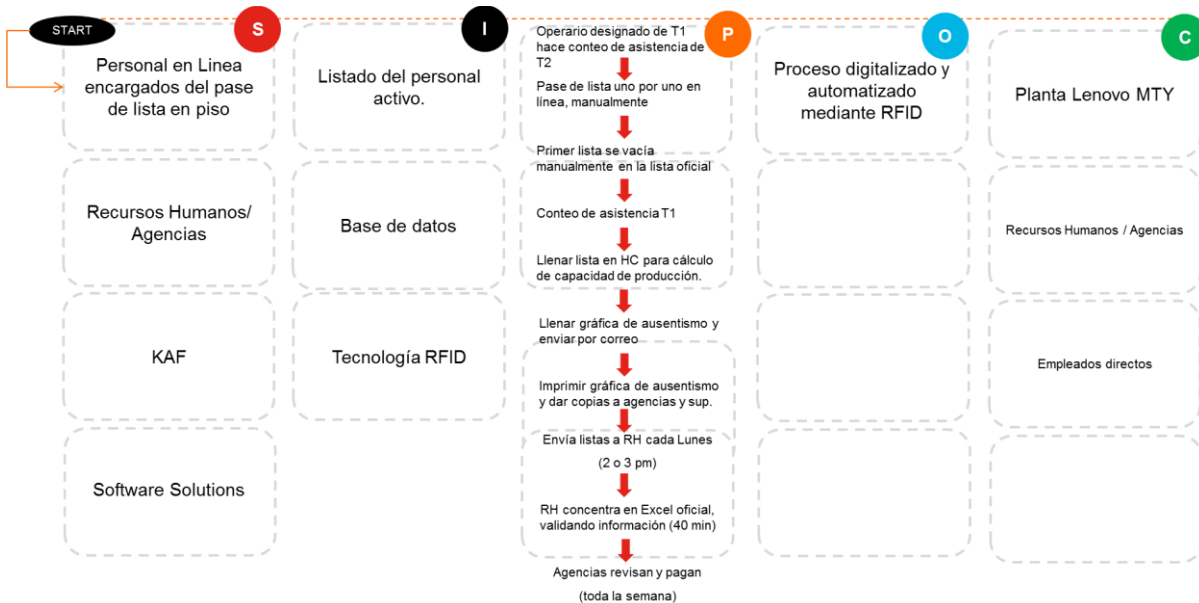 START
S
Personal en Linea
encargados del pase
de lista en piso
Recursos Humanos/
Agencias
KAF
Software Solutions
I
Listado del personal
activo.
Base de datos
Tecnología RFID
P
Operario designado de T1
hace conteo de asistencia de
T2
Pase de lista uno por uno en
línea, manualmente
Primer lista se vacía
manualmente en la lista oficial
Conteo de asistencia T1
Llenar lista en HC para cálculo
de capacidad de producción.
Llenar gráfica de ausentismo y
enviar por correo
Imprimir gráfica de ausentismo
y dar copias a agencias y sup.
Envía listas a RH cada Lunes
(2 o 3 pm)
RH concentra en Excel oficial,
validando información (40 min)
Agencias revisan y pagan
(toda la semana)
O
Proceso digitalizado y
automatizado
mediante RFID
C
Planta Lenovo MTY
Recursos Humanos / Agencias
Empleados directos